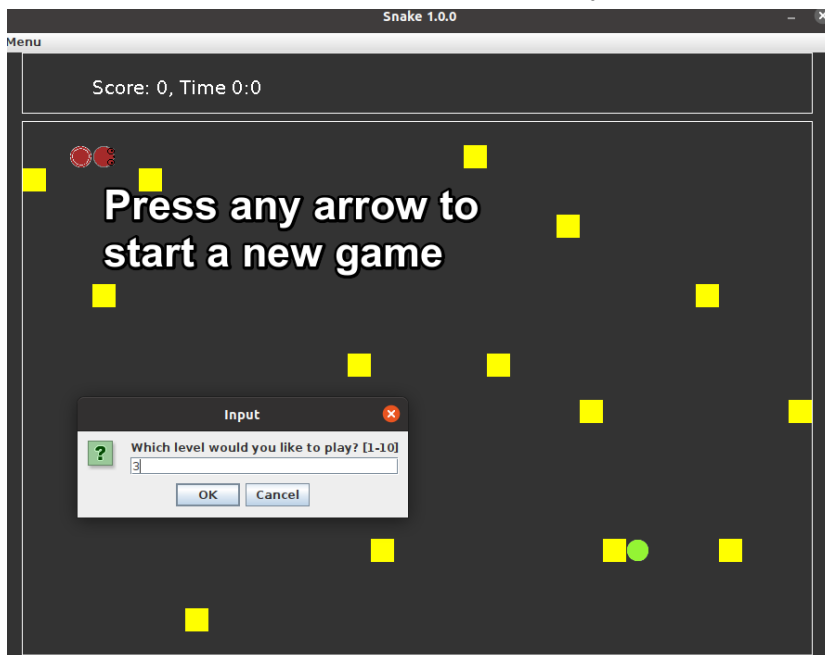 Snake 1.0.0
Menu
Score: 0, Time 0:0
Press any arrow to
start a new game
Input
Which level would you like to play? [1-10]
3
OK Cancel